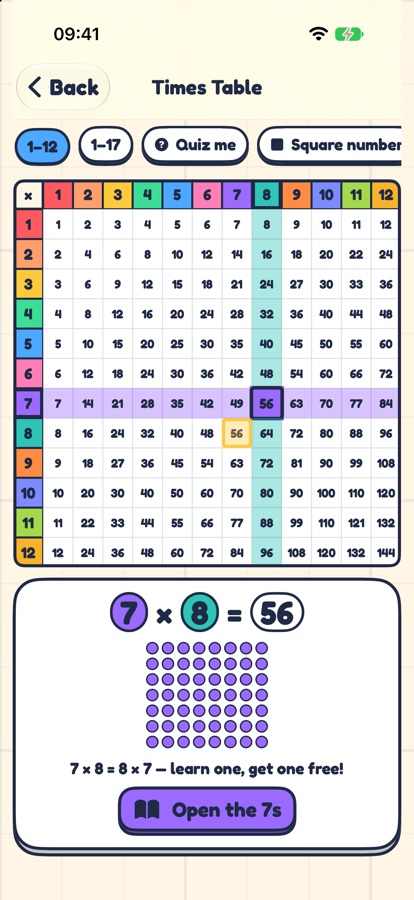 09:41
Back
Times Table
1–12 1–17 Quiz me Square number
× 1 2 3 4 5 6 7 8 9 10 11 12
1 1 2 3 4 5 6 7 8 9 10 11 12
2 2 4 6 8 10 12 14 16 18 20 22 24
3 3 6 9 12 15 18 21 24 27 30 33 36
4 4 8 12 16 20 24 28 32 36 40 44 48
5 5 10 15 20 25 30 35 40 45 50 55 60
6 6 12 18 24 30 36 42 48 54 60 66 72
7 7 14 21 28 35 42 49 56 63 70 77 84
8 8 16 24 32 40 48 56 64 72 80 88 96
9 9 18 27 36 45 54 63 72 81 90 99 108
10 10 20 30 40 50 60 70 80 90 100 110 120
11 11 22 33 44 55 66 77 88 99 110 121 132
12 12 24 36 48 60 72 84 96 108 120 132 144
7 × 8 = 56
7 × 8 = 8 × 7 – learn one, get one free!
Open the 7s